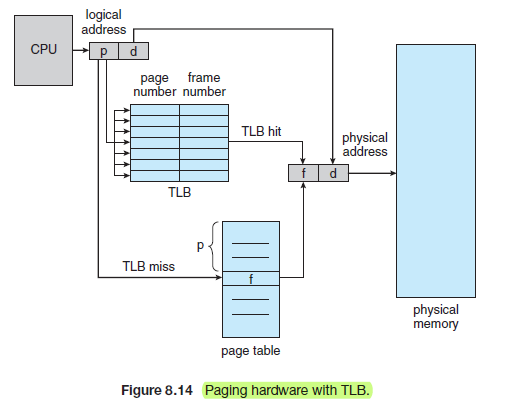 logical
address
CPU
p d
page frame
number number
TLB hit
physical
address
f d
TLB
p
TLB miss
f
physical
memory
page table
Figure 8.14 Paging hardware with TLB.